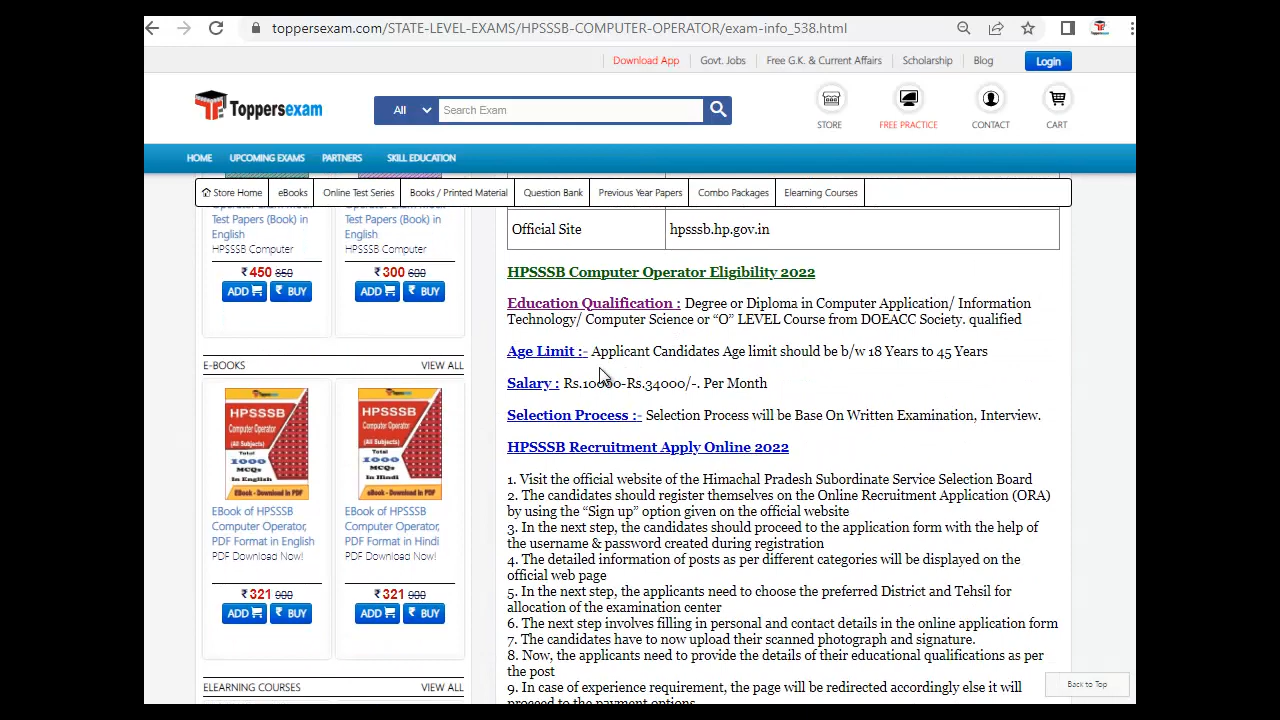 toppersexam.com/STATE-LEVEL-EXAMS/HPSSSB-COMPUTER-OPERATOR/exam-info_538.html
Download App Govt. Jobs Free G.K. & Current Affairs Scholarship Blog Login
Toppersexam All Search Exam
STORE FREE PRACTICE CONTACT CART
HOME UPCOMING EXAMS PARTNERS SKILL EDUCATION
Store Home eBooks Online Test Series Books / Printed Material Question Bank Previous Year Papers Combo Packages Elearning Courses
Test Papers (Book) in
English
HPSSSB Computer
₹ 450 850
ADD ₹ BUY
Test Papers (Book) in
English
HPSSSB Computer
₹ 300 600
ADD ₹ BUY
E-BOOKS VIEW ALL
HPSSSB
Computer Operator
(All Subjects)
Total
1000
MCQs
In English
EBook - Download in PDF
EBook of HPSSSB
Computer Operator,
PDF Format in English
PDF Download Now!
₹ 321 900
ADD ₹ BUY
HPSSSB
Computer Operator
(All Subjects)
Total
1000
MCQs
In Hindi
eBook - Download in PDF
EBook of HPSSSB
Computer Operator,
PDF Format in Hindi
PDF Download Now!
₹ 321 900
ADD ₹ BUY
ELEARNING COURSES VIEW ALL
Official Site hpsssb.hp.gov.in
HPSSSB Computer Operator Eligibility 2022
Education Qualification : Degree or Diploma in Computer Application/ Information
Technology/ Computer Science or “O” LEVEL Course from DOEACC Society. qualified
Age Limit :- Applicant Candidates Age limit should be b/w 18 Years to 45 Years
Salary : Per Month
Selection Process :- Selection Process will be Base On Written Examination, Interview.
HPSSSB Recruitment Apply Online 2022
1. Visit the official website of the Himachal Pradesh Subordinate Service Selection Board
2. The candidates should register themselves on the Online Recruitment Application (ORA)
by using the “Sign up” option given on the official website
3. In the next step, the candidates should proceed to the application form with the help of
the username & password created during registration
4. The detailed information of posts as per different categories will be displayed on the
official web page
5. In the next step, the applicants need to choose the preferred District and Tehsil for
allocation of the examination center
6. The next step involves filling in personal and contact details in the online application form
7. The candidates have to now upload their scanned photograph and signature.
8. Now, the applicants need to provide the details of their educational qualifications as per
the post
9. In case of experience requirement, the page will be redirected accordingly else it will
proceed to the payment options
Back to Top